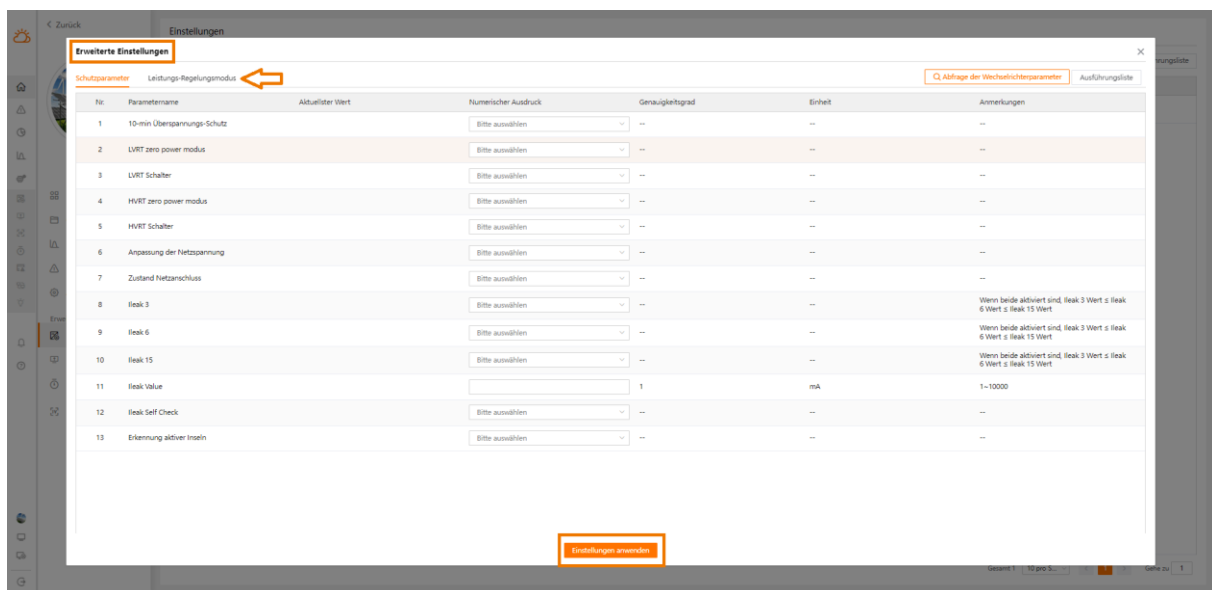 < Zurück
Einstellungen
Erweiterte Einstellungen
Schutzparameter Leistungs-Regelungsmodus
Abfrage der Wechselrichterparameter Ausführungsliste
Nr. Parametername Aktuellster Wert Numerischer Ausdruck Genauigkeitsgrad Einheit Anmerkungen
1 10-min Überspannungs-Schutz Bitte auswählen -- -- --
2 LVRT zero power modus Bitte auswählen -- -- --
3 LVRT Schalter Bitte auswählen -- -- --
4 HVRT zero power modus Bitte auswählen -- -- --
5 HVRT Schalter Bitte auswählen -- -- --
6 Anpassung der Netzspannung Bitte auswählen -- -- --
7 Zustand Netzanschluss Bitte auswählen -- -- --
8 Ileak 3 Bitte auswählen -- -- Wenn beide aktiviert sind, Ileak 3 Wert ≤ Ileak
6 Wert ≤ Ileak 15 Wert
9 Ileak 6 Bitte auswählen -- -- Wenn beide aktiviert sind, Ileak 3 Wert ≤ Ileak
6 Wert ≤ Ileak 15 Wert
10 Ileak 15 Bitte auswählen -- -- Wenn beide aktiviert sind, Ileak 3 Wert ≤ Ileak
6 Wert ≤ Ileak 15 Wert
11 Ileak Value 1 mA 1~10000
12 Ileak Self Check Bitte auswählen -- -- --
13 Erkennung aktiver Inseln Bitte auswählen -- -- --
Einstellungen anwenden
Gesamt 1 10 pro S... 1 Gehe zu 1